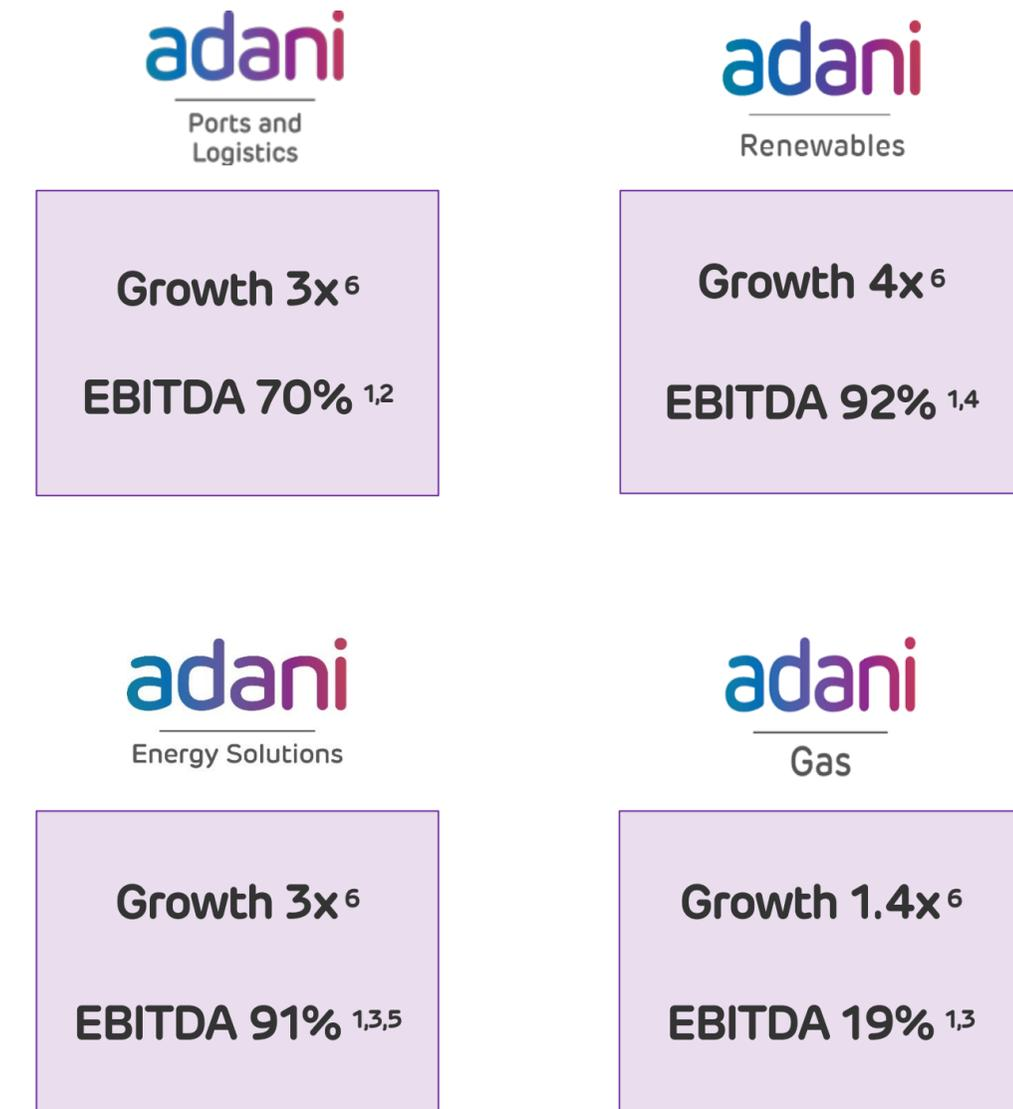 adani
Ports and
Logistics
Growth 3x 6
EBITDA 70% 1,2
adani
Renewables
Growth 4x 6
EBITDA 92% 1,4
adani
Energy Solutions
Growth 3x 6
EBITDA 91% 1,3,5
adani
Gas
Growth 1.4x 6
EBITDA 19% 1,3